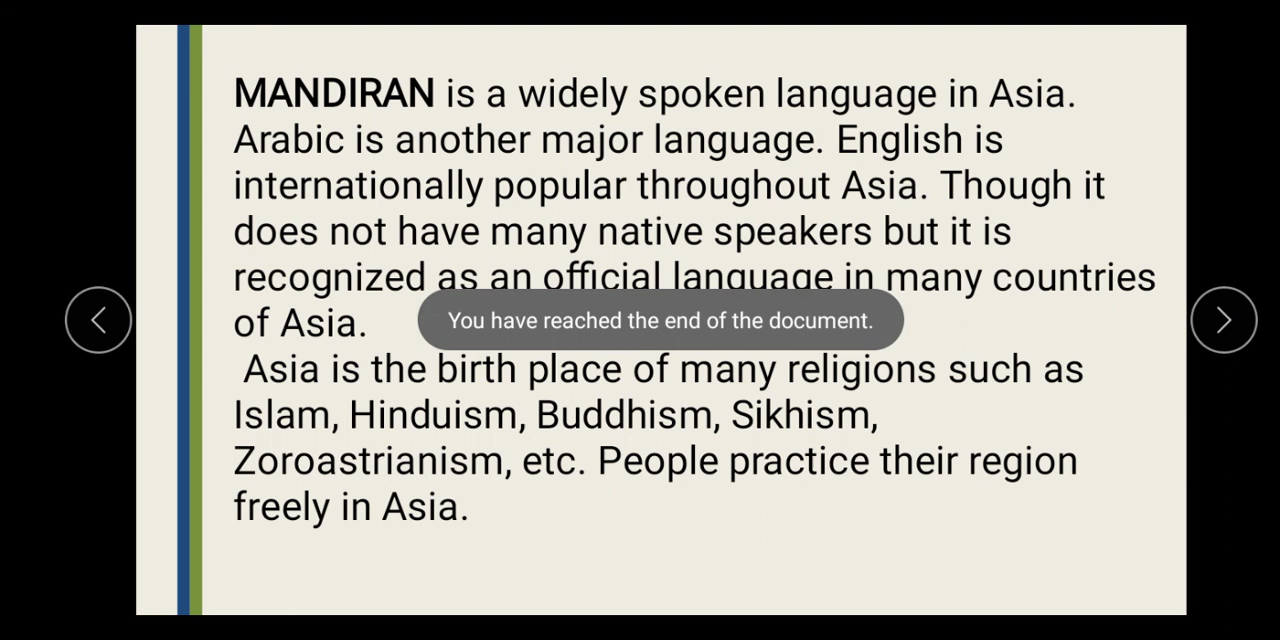 MANDIRAN is a widely spoken language in Asia.
Arabic is another major language. English is
internationally popular throughout Asia. Though it
does not have many native speakers but it is
recognized as an official language in many countries
of Asia.
You have reached the end of the document.
Asia is the birth place of many religions such as
Islam, Hinduism, Buddhism, Sikhism,
Zoroastrianism, etc. People practice their region
freely in Asia.